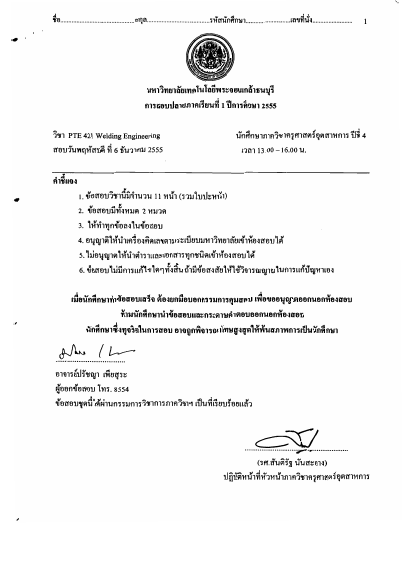 ชื่อ..............................สกุล..............................รหัสนักศึกษา.................เลขที่นั่ง.................. 1
มหาวิทยาลัยเทคโนโลยีพระจอมเกล้าธนบุรี
การสอบปลายภาคเรียนที่ 1 ปีการศึกษา 2555
วิชา PTE 421 Welding Engineering นักศึกษาภาควิชาครุศาสตร์อุตสาหการ ปีที่ 4
สอบวันพฤหัสบดี ที่ 6 ธันวาคม 2555 เวลา 13.00 – 16.00 น.
คำชี้แจง
1. ข้อสอบวิชานี้มีจำนวน 11 หน้า (รวมใบปะหน้า)
2. ข้อสอบมีทั้งหมด 2 หมวด
3. ให้ทำทุกข้อลงในข้อสอบ
4. อนุญาติให้นำเครื่องคิดเลขตามระเบียบมหาวิทยาลัยเข้าห้องสอบได้
5. ไม่อนุญาตให้นำตำราและเอกสารทุกชนิดเข้าห้องสอบได้
6. ข้อสอบไม่มีการแก้ไขใดๆทั้งสิ้น ถ้ามีข้อสงสัยให้ใช้วิจารณญาณในการแก้ปัญหาเอง
เมื่อนักศึกษาทำข้อสอบเสร็จ ต้องยกมือบอกกรรมการคุมสอบ เพื่อขออนุญาตออกนอกห้องสอบ
ห้ามนักศึกษานำข้อสอบและกระดาษคำตอบออกนอกห้องสอบ
นักศึกษาซึ่งทุจริตในการสอบ อาจถูกพิจารณาโทษสูงสุดให้พ้นสภาพการเป็นนักศึกษา
อาจารย์ปรัชญา เพียสุระ
ผู้ออกข้อสอบ โทร. 8554
ข้อสอบชุดนี้ได้ผ่านกรรมการวิชาการภาควิชาฯ เป็นที่เรียบร้อยแล้ว
(รศ.สันติรัฐ นันสะอาง)
ปฏิบัติหน้าที่หัวหน้าภาควิชาครุศาสตร์อุตสาหการ